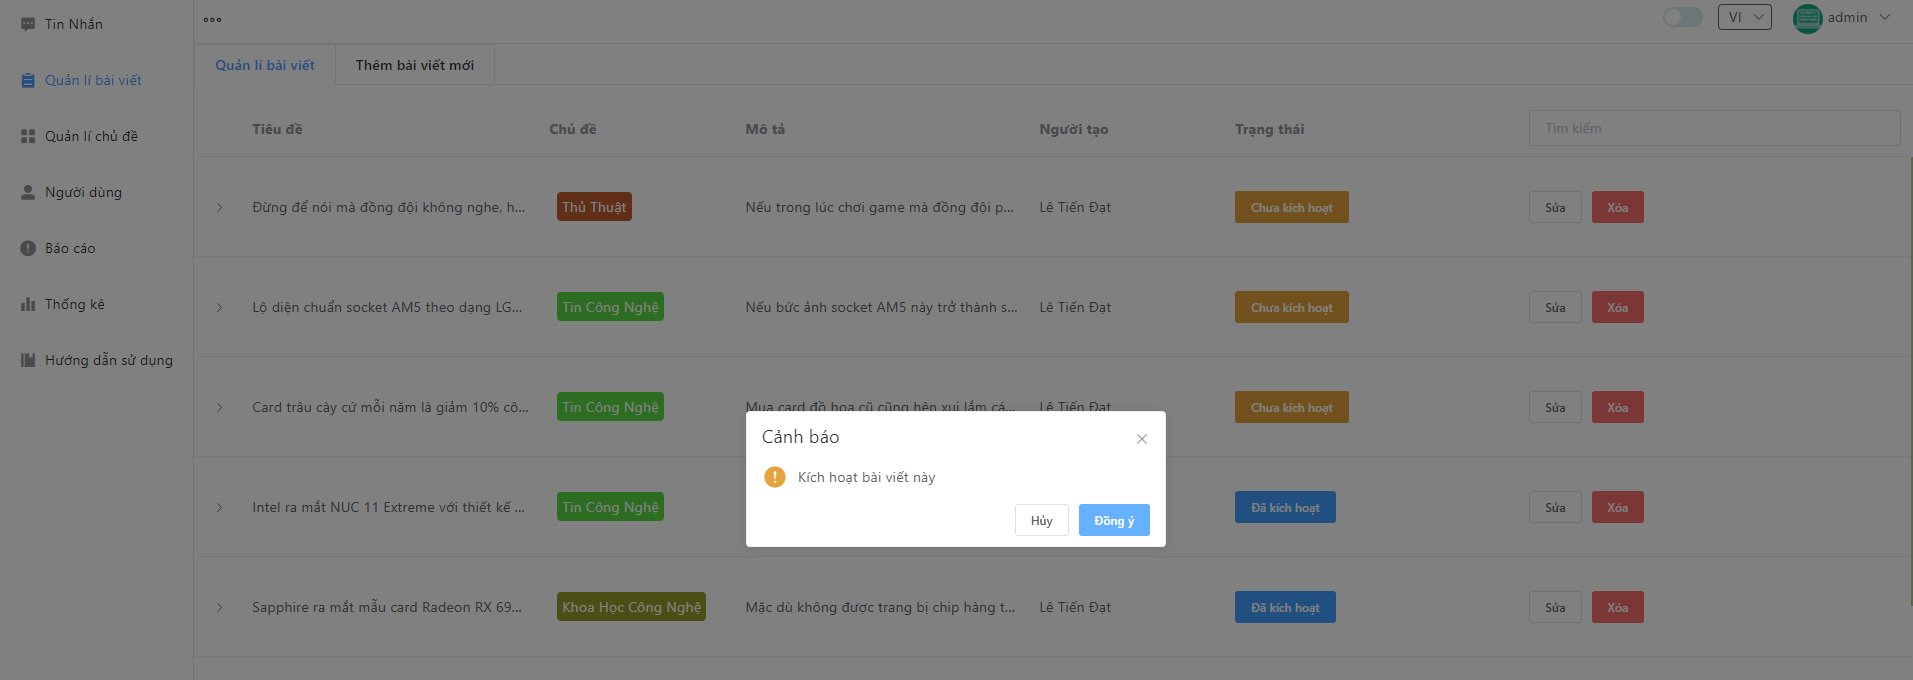 Tin Nhắn
Quản lí bài viết
Quản lí chủ đề
Người dùng
Báo cáo
Thống kê
Hướng dẫn sử dụng
VI
admin
Quản lí bài viết Thêm bài viết mới
Tiêu đề Chủ đề Mô tả Người tạo Trạng thái Tìm kiếm
Đừng để nói mà đồng đội không nghe, h... Thủ Thuật Nếu trong lúc chơi game mà đồng đội p... Lê Tiến Đạt Chưa kích hoạt Sửa Xóa
Lộ diện chuẩn socket AM5 theo dạng LG... Tin Công Nghệ Nếu bức ảnh socket AM5 này trở thành s... Lê Tiến Đạt Chưa kích hoạt Sửa Xóa
Card trâu cày cứ mỗi năm là giảm 10% cô... Tin Công Nghệ Mua card đồ họa cũ cũng hên xui lắm cá... Lê Tiến Đạt Chưa kích hoạt Sửa Xóa
Intel ra mắt NUC 11 Extreme với thiết kế ... Tin Công Nghệ Đã kích hoạt Sửa Xóa
Sapphire ra mắt mẫu card Radeon RX 69... Khoa Học Công Nghệ Mặc dù không được trang bị chip hàng t... Lê Tiến Đạt Đã kích hoạt Sửa Xóa
Cảnh báo
Kích hoạt bài viết này
Hủy Đồng ý